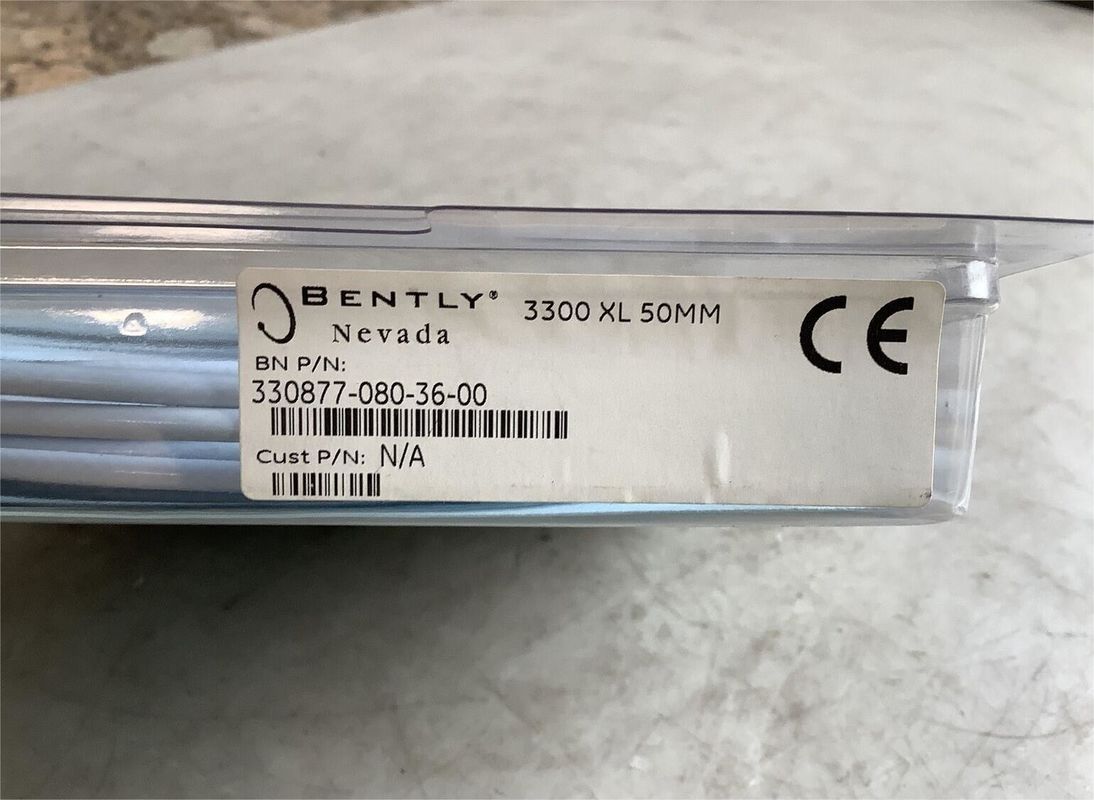 BENTLY®
Nevada
3300 XL 50MM
CE
BN P/N:
330877-080-36-00
Cust P/N: N/A